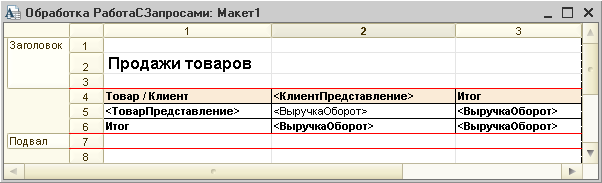 Обработка РаботаСЗапросами: Макет1
1 2 3
Заголовок 1
2 Продажи товаров
3
4 Товар / Клиент <КлиентПредставление> Итог
5 <ТоварПредставление> <ВыручкаОборот> <ВыручкаОборот>
6 Итог <ВыручкаОборот> <ВыручкаОборот>
Подвал 7
8